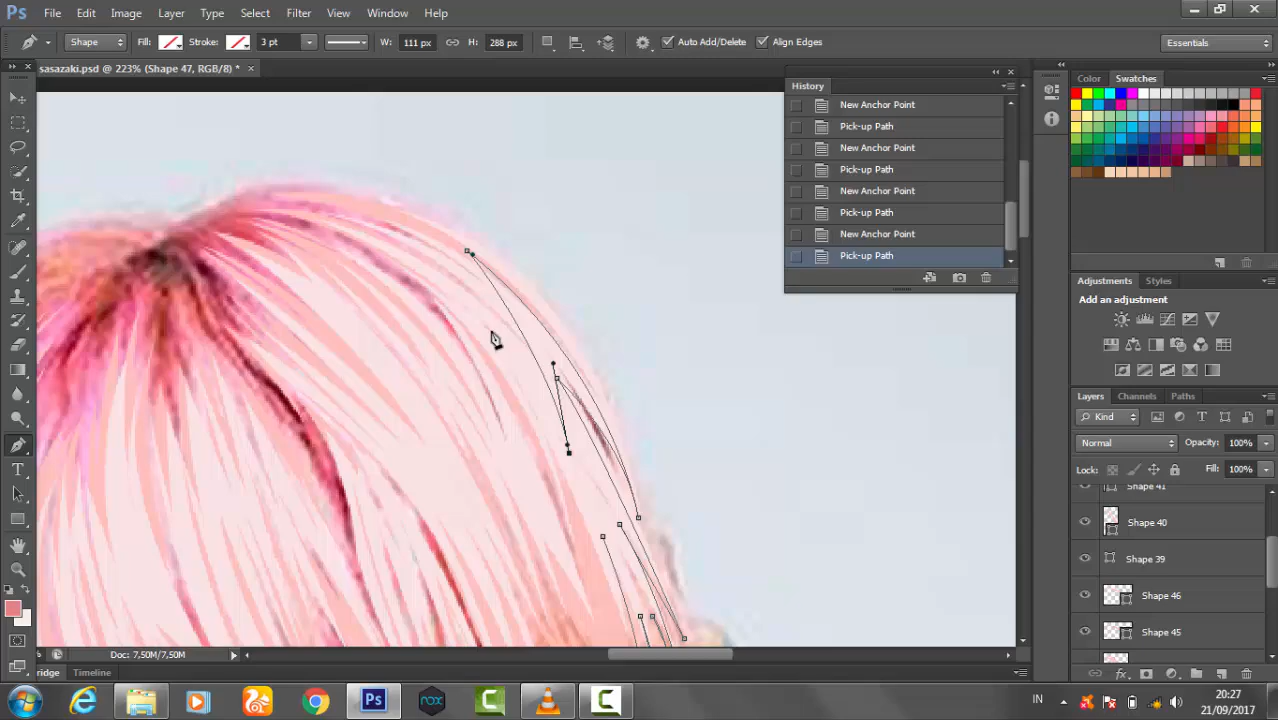 Ps File Edit Image Layer Type Select Filter View Window Help
Shape Fill: Stroke: 3 pt W: 111 px H: 288 px Auto Add/Delete Align Edges Essentials
sasazaki.psd @ 223% (Shape 47, RGB/8) * ×
History
New Anchor Point
Pick-up Path
New Anchor Point
Pick-up Path
New Anchor Point
Pick-up Path
New Anchor Point
Pick-up Path
Color Swatches
Adjustments Styles
Add an adjustment
Layers Channels Paths
Kind
Normal Opacity: 100%
Lock: Fill: 100%
Shape 41
Shape 40
Shape 39
Shape 46
Shape 45
Doc: 7,50M/7,50M
ridge Timeline
nox
IN 20:27
21/09/2017